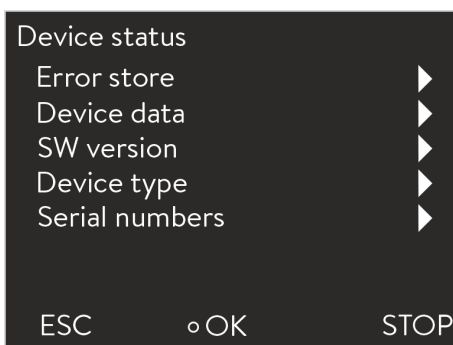 Device status
Error store
Device data
SW version
Device type
Serial numbers
ESC OK STOP